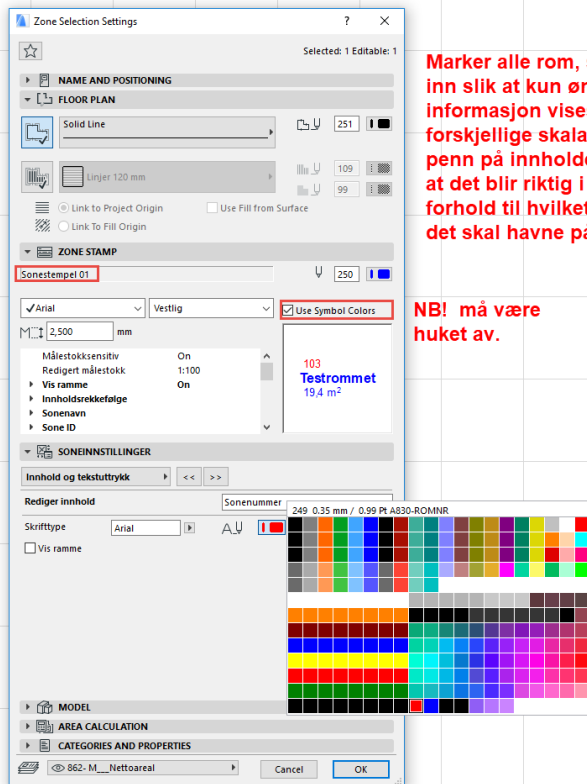 Zone Selection Settings
? ×
Selected: 1 Editable: 1
NAME AND POSITIONING
FLOOR PLAN
Solid Line
251
Linjer 120 mm
109
99
Link to Project Origin
Use Fill from Surface
Link To Fill Origin
ZONE STAMP
Sonestempel 01
250
Arial
Vestlig
Use Symbol Colors
2,500 mm
Målestokksensitiv On
Redigert målestokk 1:100
Vis ramme On
Innholdsrekkefølge
Sonenavn
Sone ID
103
Testrommet
19,4 m²
SONEINNSTILLINGER
Innhold og tekstuttrykk
<< >>
Rediger innhold
Sonenummer
Skrifttype
Arial
Vis ramme
249 0.35 mm / 0.99 Pt A830-ROMNR
MODEL
AREA CALCULATION
CATEGORIES AND PROPERTIES
862- M___Nettoareal
Cancel
OK
Marker alle rom,
inn slik at kun
informasjon
forskjellige
penn på
at det blir riktig i
forhold til
det skal havne
NB! må være
huket av.